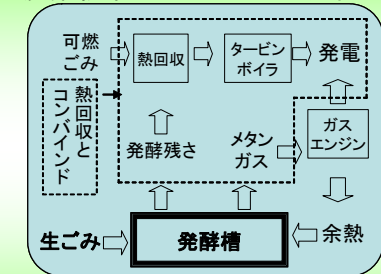 可燃
ごみ
熱回収
タービン
ボイラ
発電
熱回収と
コンバインド
発酵残さ
メタン
ガス
ガス
エンジン
生ごみ
発酵槽
余熱